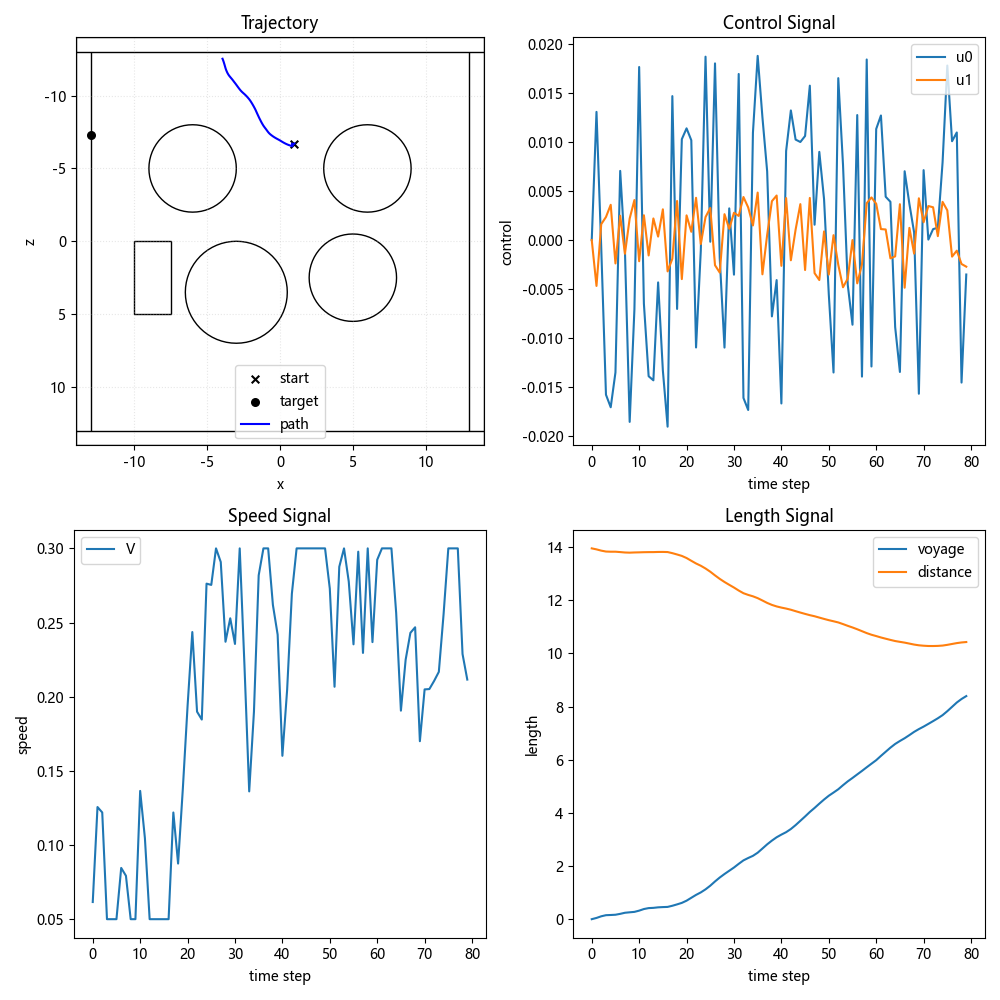 Trajectory
-10
-5
0
5
10
z
-10 -5 0 5 10
x
start
target
path
Control Signal
0.020
0.015
0.010
0.005
0.000
-0.005
-0.010
-0.015
-0.020
control
0 10 20 30 40 50 60 70 80
time step
u0
u1
Speed Signal
0.30
0.25
0.20
0.15
0.10
0.05
speed
0 10 20 30 40 50 60 70 80
time step
V
Length Signal
14
12
10
8
6
4
2
0
length
0 10 20 30 40 50 60 70 80
time step
voyage
distance